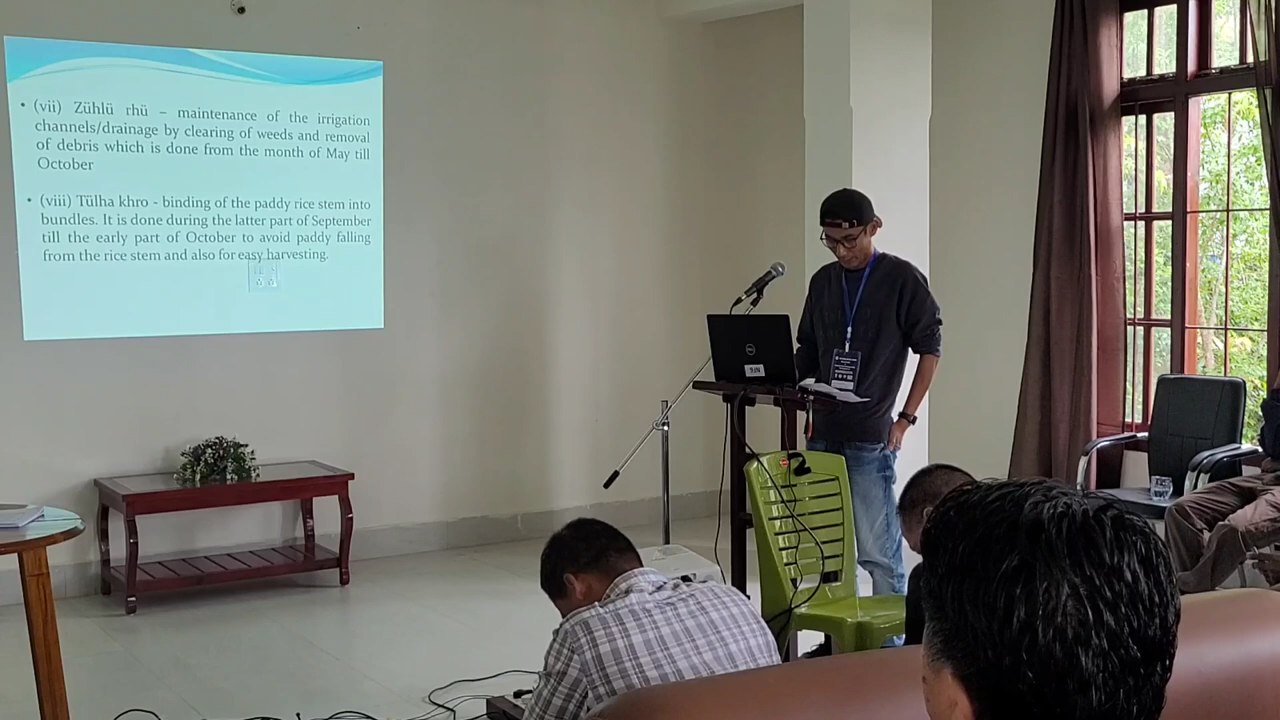 • (vii) Zühlü rhü – maintenance of the irrigation
channels/drainage by clearing of weeds and removal
of debris which is done from the month of May till
October
• (viii) Tülha khro - binding of the paddy rice stem into
bundles. It is done during the latter part of September
till the early part of October to avoid paddy falling
from the rice stem and also for easy harvesting.
DELL